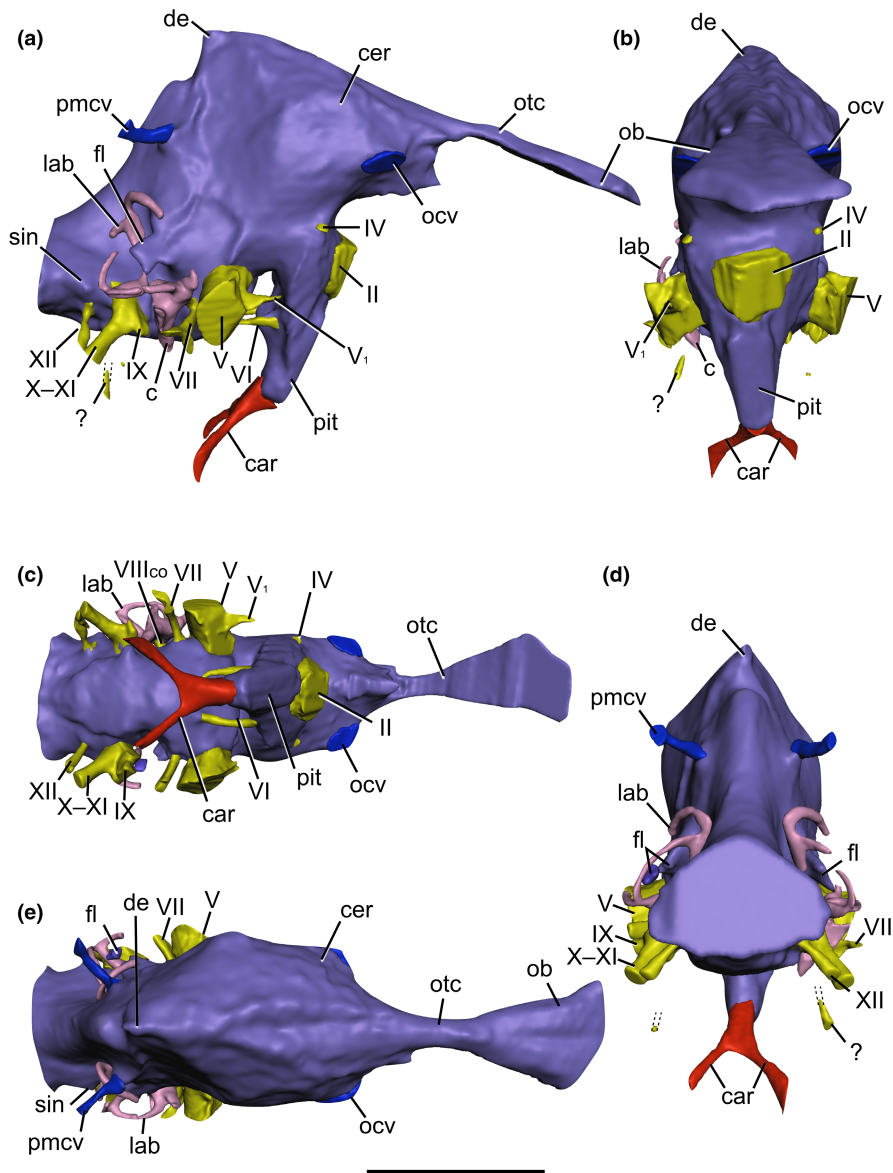 (a)
de
cer
pmcv
otc
fl
lab
ob
ocv
sin
IV
II
XII
X–XI
IX
c
VII
V
VI
V₁
?
pit
car
(b)
de
ocv
ob
IV
II
lab
V
V₁
c
?
pit
car
(c)
VIIIco
VII
V
V₁
lab
IV
otc
II
XII
X–XI
IX
VI
pit
car
ocv
(d)
de
pmcv
lab
fl
fl
V
IX
X–XI
VII
XII
?
car
(e)
fl
de
VII
V
cer
otc
ob
sin
pmcv
lab
ocv